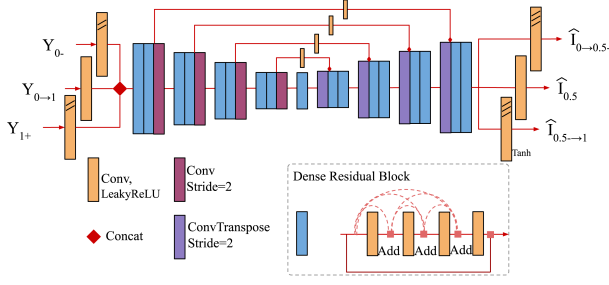 Y0-
Y0→1
Y1+
Î0→0.5-
Î0.5
Î0.5-→1
Tanh
Conv,
LeakyReLU
Conv
Stride=2
Concat
ConvTranspose
Stride=2
Dense Residual Block
Add Add Add